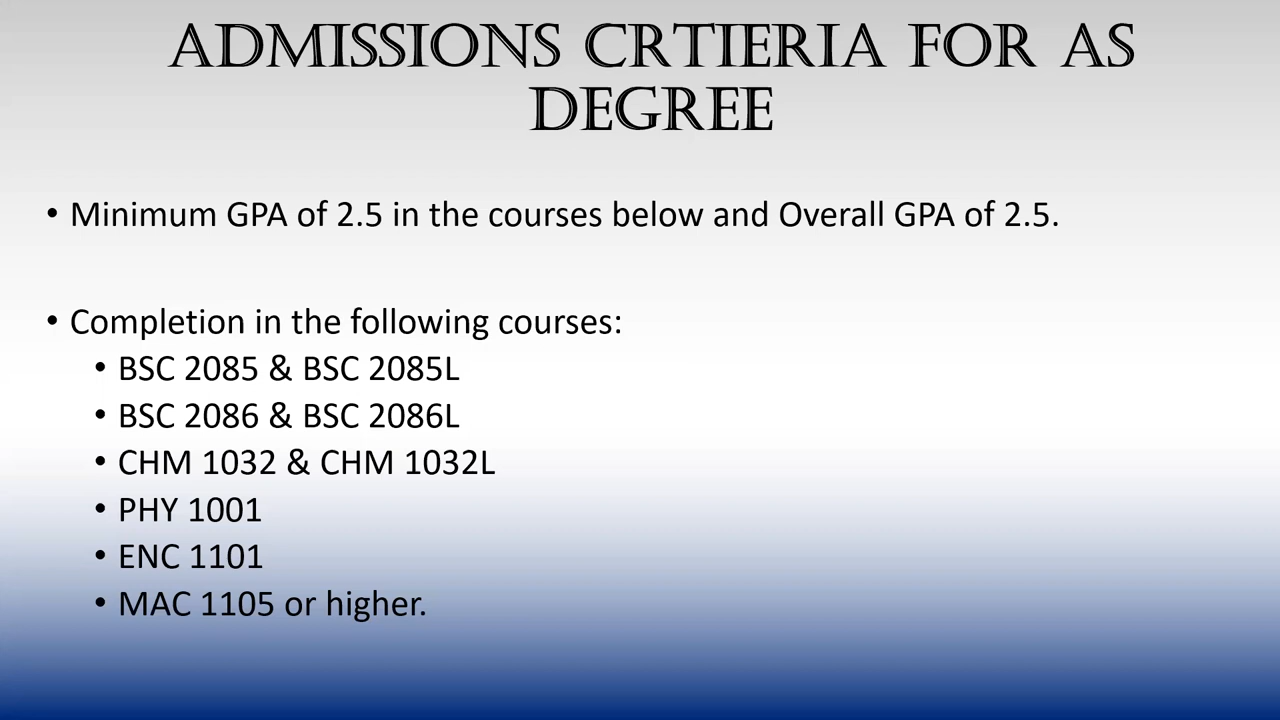 ADMISSIONS CRTIERIA FOR AS
DEGREE
• Minimum GPA of 2.5 in the courses below and Overall GPA of 2.5.
• Completion in the following courses:
• BSC 2085 & BSC 2085L
• BSC 2086 & BSC 2086L
• CHM 1032 & CHM 1032L
• PHY 1001
• ENC 1101
• MAC 1105 or higher.